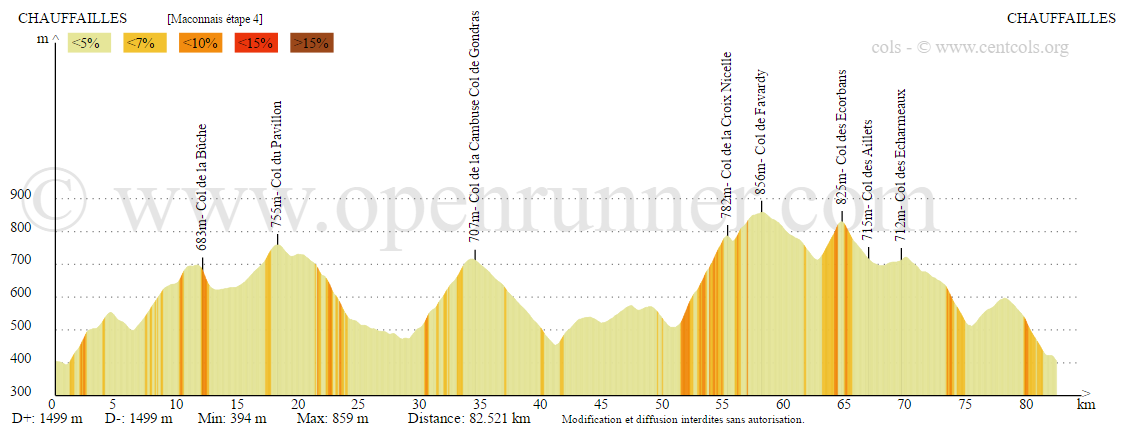 CHAUFFAILLES [Maconnais étape 4] CHAUFFAILLES
m <5% <7% <10% <15% >15%
cols - © www.centcols.org
© www.openrunner.com
683m- Col de la Bûche
755m- Col du Pavillon
707m- Col de la Cambuse Col de Gondras
782m- Col de la Croix Nicelle
856m- Col de Favardy
825m- Col des Ecorbans
715m- Col des Aillets
712m- Col des Echarmeaux
900
800
700
600
500
400
300
0 5 10 15 20 25 30 35 40 45 50 55 60 65 70 75 80 km
D+: 1499 m D-: 1499 m Min: 394 m Max: 859 m Distance: 82.521 km Modification et diffusion interdites sans autorisation.